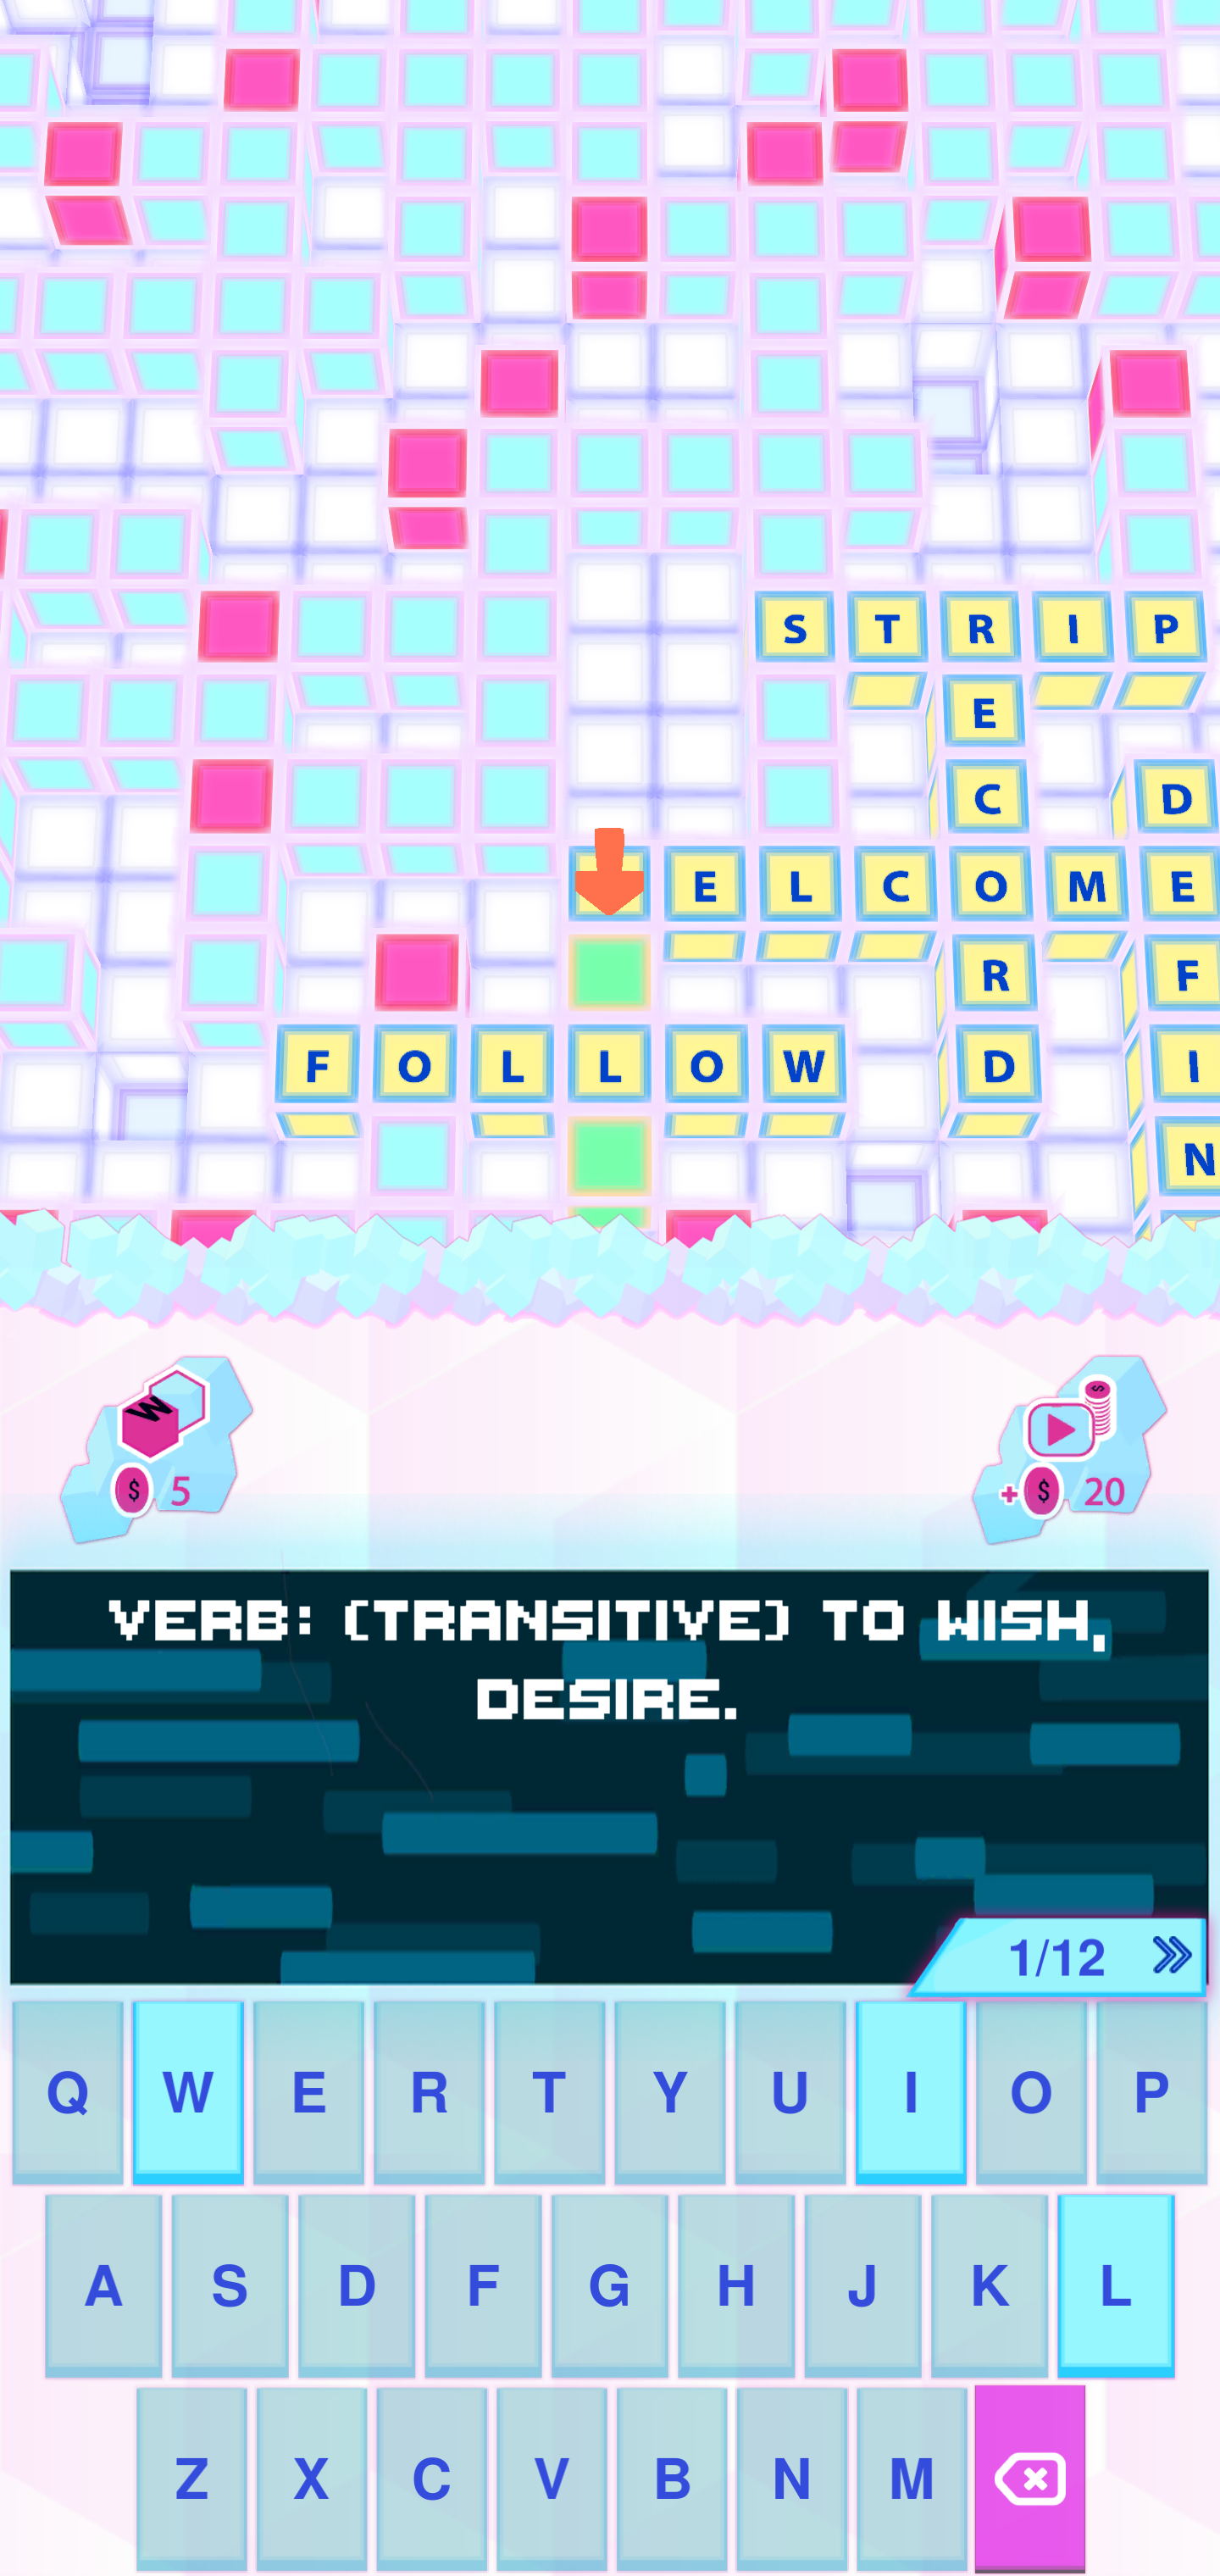 S T R I P
E
C D
E L C O M E
R F
F O L L O W D I
N
W
$ 5
$
+ $ 20
VERB: (TRANSITIVE) TO WISH,
DESIRE.
1/12
Q W E R T Y U I O P
A S D F G H J K L
Z X C V B N M